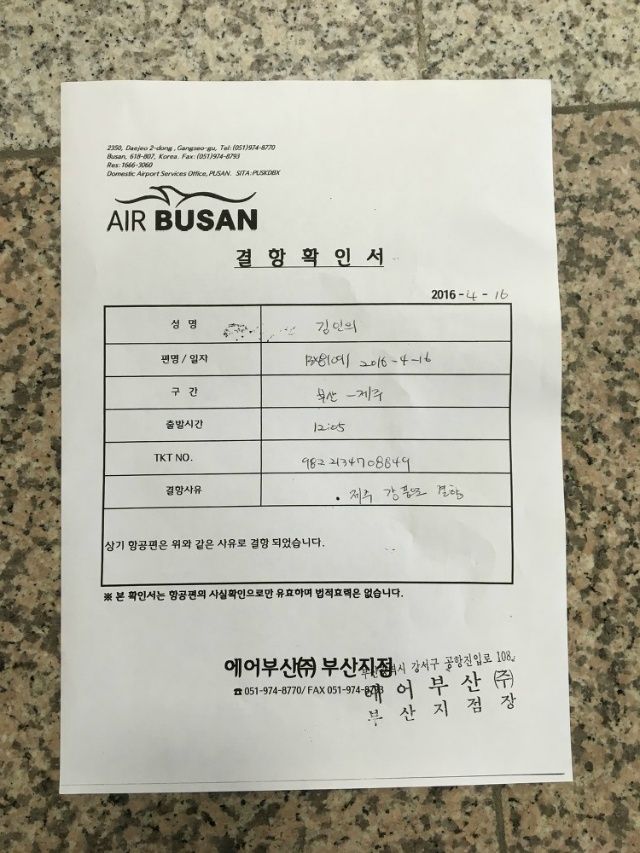 2350, Daejeo 2-dong, Gangseo-gu, Tel: (051)974-8770
Busan, 618-807, Korea. Fax: (051)974-8793
Res: 1666-3060
Domestic Airport Services Office, PUSAN. SITA: PUSKDBX
AIR BUSAN
결항확인서
2016-4-16
성 명 김인의
편명/일자 2016-4-16
구 간 부산-제주
출발시간 12:05
TKT NO. 982 2134708849
결항사유 제주 강풍으로 결항
상기 항공편은 위와 같은 사유로 결항 되었습니다.
※ 본 확인서는 항공편의 사실확인으로만 유효하며 법적효력은 없습니다.
에어부산㈜ 부산지점
☎ 051-974-8770/ FAX 051-974-8793
강서구 공항진입로 108
에어부산㈜
부산지점장